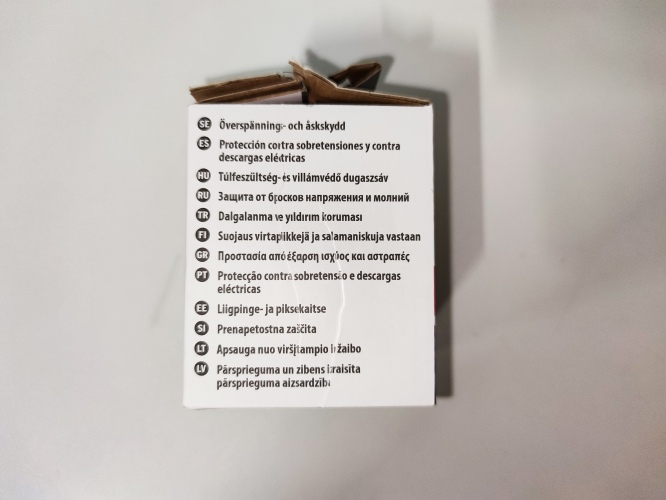 SE Överspännings- och åskskydd
ES Protección contra sobretensiones y contra
descargas eléctricas
HU Túlfeszültség- és villámvédő dugaszsáv
RU Защита от бросков напряжения и молний
TR Dalgalanma ve yıldırım koruması
FI Suojaus virtapiikkejä ja salamaniskuja vastaan
GR Προστασία από έξαρση ισχύος και αστραπές
PT Protecção contra sobretensão e descargas
eléctricas
EE Liigpinge- ja piksekaitse
SI Prenapetostna zaščita
LT Apsauga nuo viršįtampio ir žaibo
LV Pārsprieguma un zibens izraisīta
pārsprieguma aizsardzība